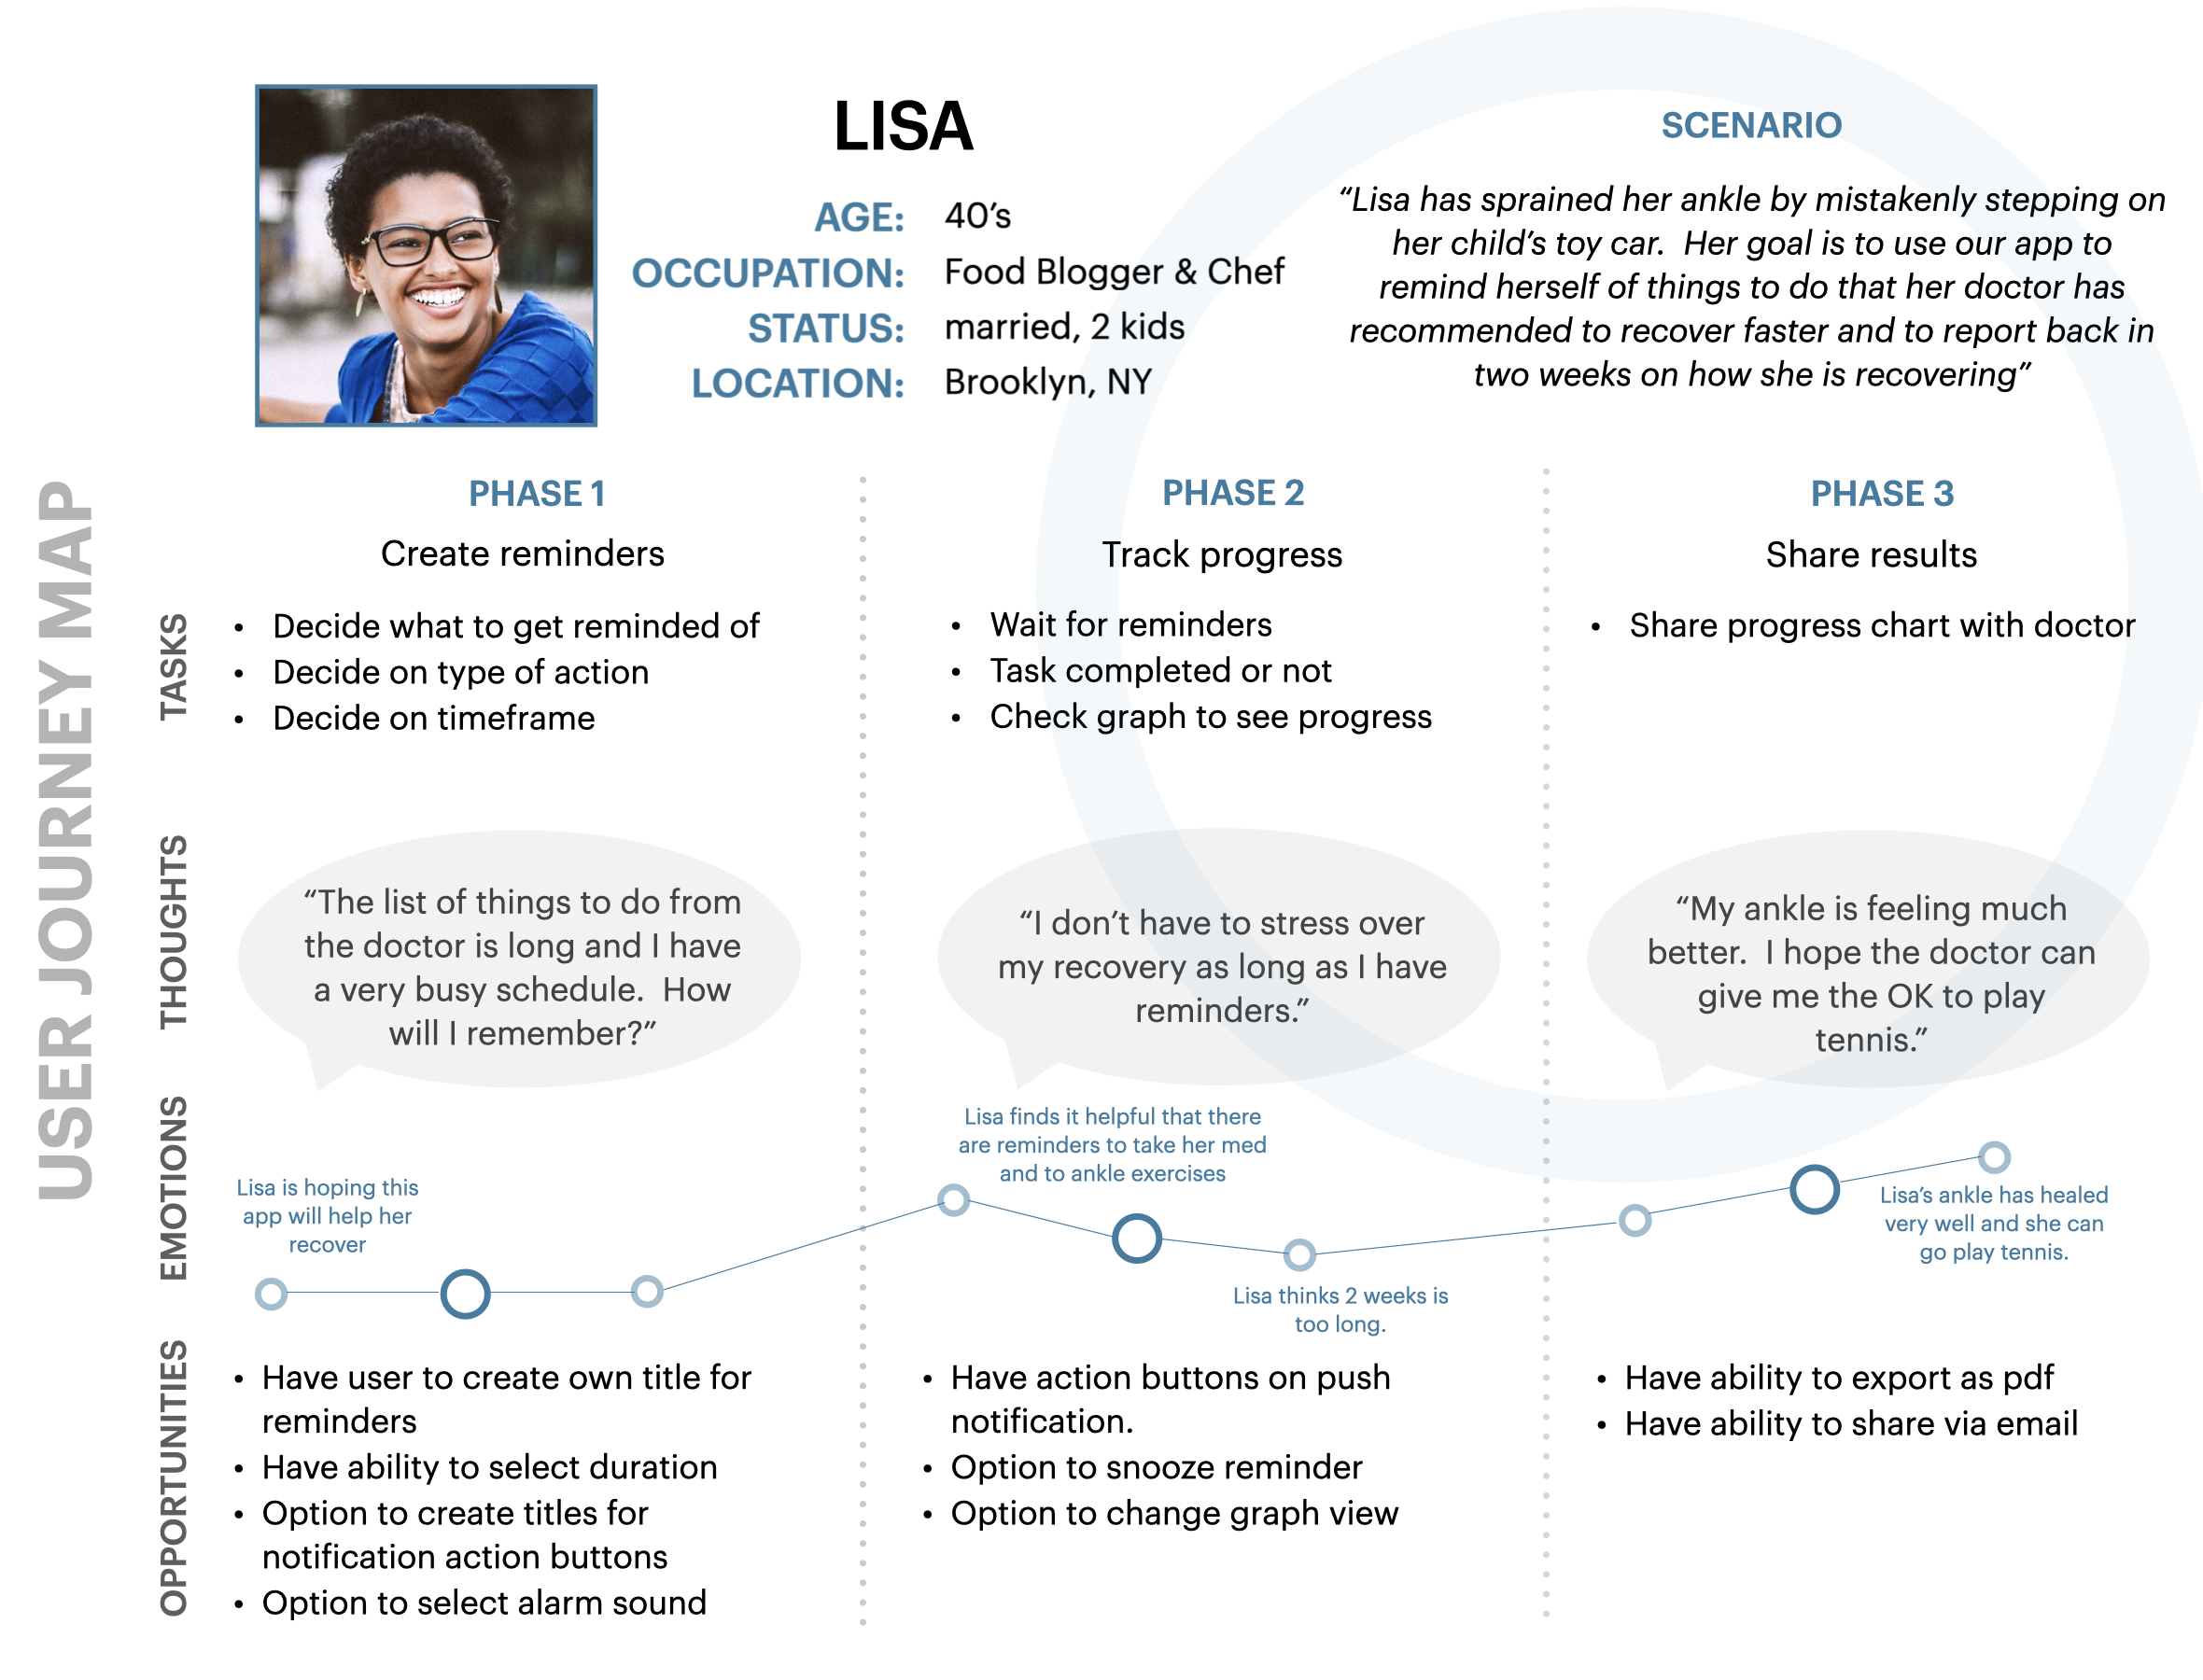 LISA
AGE: 40’s
OCCUPATION: Food Blogger & Chef
STATUS: married, 2 kids
LOCATION: Brooklyn, NY
SCENARIO
“Lisa has sprained her ankle by mistakenly stepping on
her child’s toy car.  Her goal is to use our app to
remind herself of things to do that her doctor has
recommended to recover faster and to report back in
two weeks on how she is recovering”
USER JOURNEY MAP
PHASE 1
Create reminders
PHASE 2
Track progress
PHASE 3
Share results
TASKS
• Decide what to get reminded of
• Decide on type of action
• Decide on timeframe
• Wait for reminders
• Task completed or not
• Check graph to see progress
• Share progress chart with doctor
THOUGHTS
“The list of things to do from
the doctor is long and I have
a very busy schedule.  How
will I remember?”
“I don’t have to stress over
my recovery as long as I have
reminders.”
“My ankle is feeling much
better.  I hope the doctor can
give me the OK to play
tennis.”
EMOTIONS
Lisa is hoping this
app will help her
recover
Lisa finds it helpful that there
are reminders to take her med
and to ankle exercises
Lisa thinks 2 weeks is
too long.
Lisa’s ankle has healed
very well and she can
go play tennis.
OPPORTUNITIES
• Have user to create own title for
reminders
• Have ability to select duration
• Option to create titles for
notification action buttons
• Option to select alarm sound
• Have action buttons on push
notification.
• Option to snooze reminder
• Option to change graph view
• Have ability to export as pdf
• Have ability to share via email